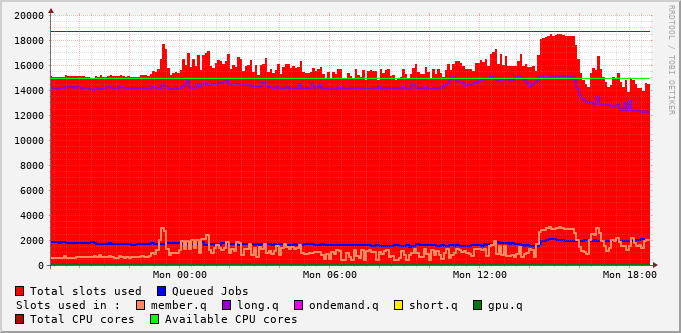 20000
18000
16000
14000
12000
10000
8000
6000
4000
2000
0
Mon 00:00 Mon 06:00 Mon 12:00 Mon 18:00
RRDTOOL / TOBI OETIKER
Total slots used Queued Jobs
Slots used in : member.q long.q ondemand.q short.q gpu.q
Total CPU cores Available CPU cores